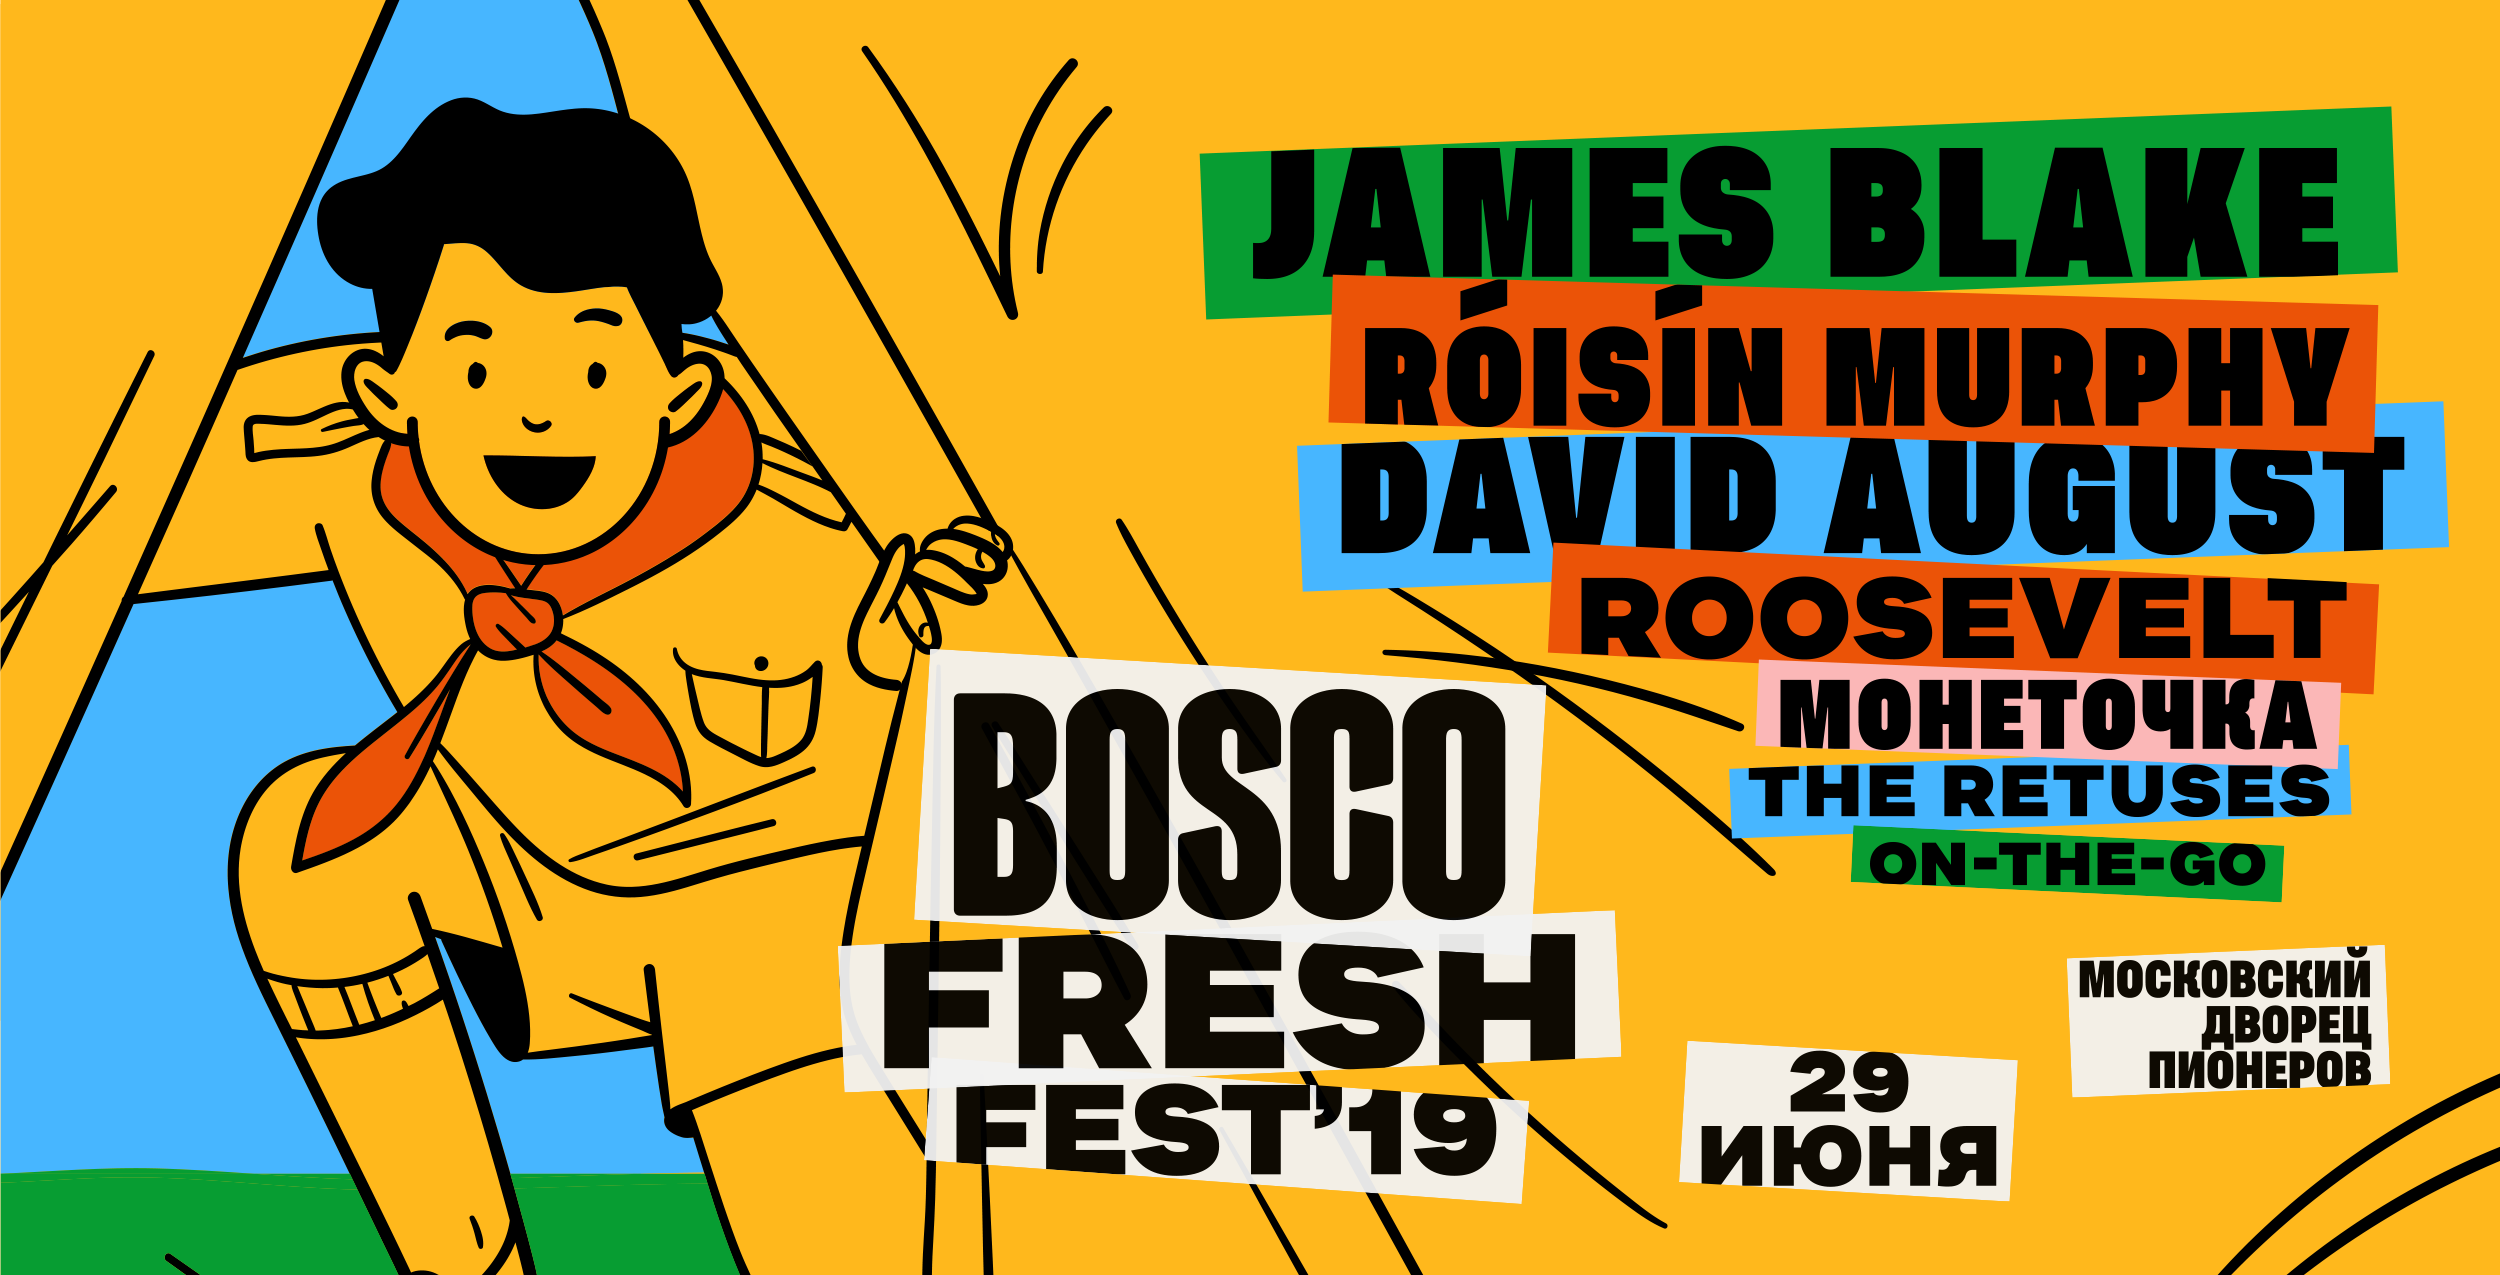 JAMES BLAKE
RÓISÍN MURPHY
DAVID AUGUST
ROOSEVELT
МОНЕТОЧКА
THE RETUSES
ON-THE-GO
BOSCO
FRESH
FEST'19
МОСКОВСКИЙ
ДВОРЕЦ
ПИОНЕРОВ
29
ИЮНЯ